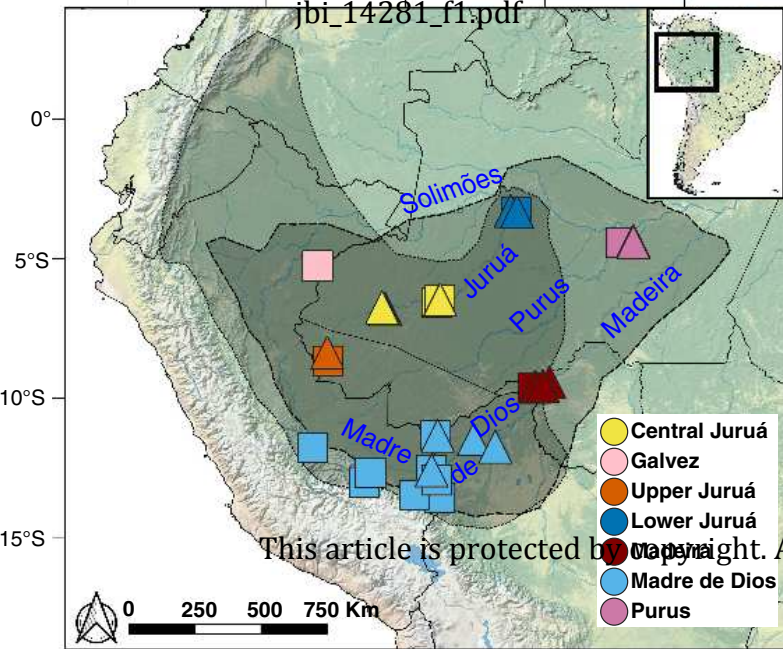 jbi_14281_f1.pdf
0°
Solimões
5°S
Juruá
Purus
Madeira
10°S
Madre
de
Dios
Central Juruá
Galvez
Upper Juruá
Lower Juruá
Madeira
Madre de Dios
Purus
15°S
This article is protected by copyright. A
0 250 500 750 Km